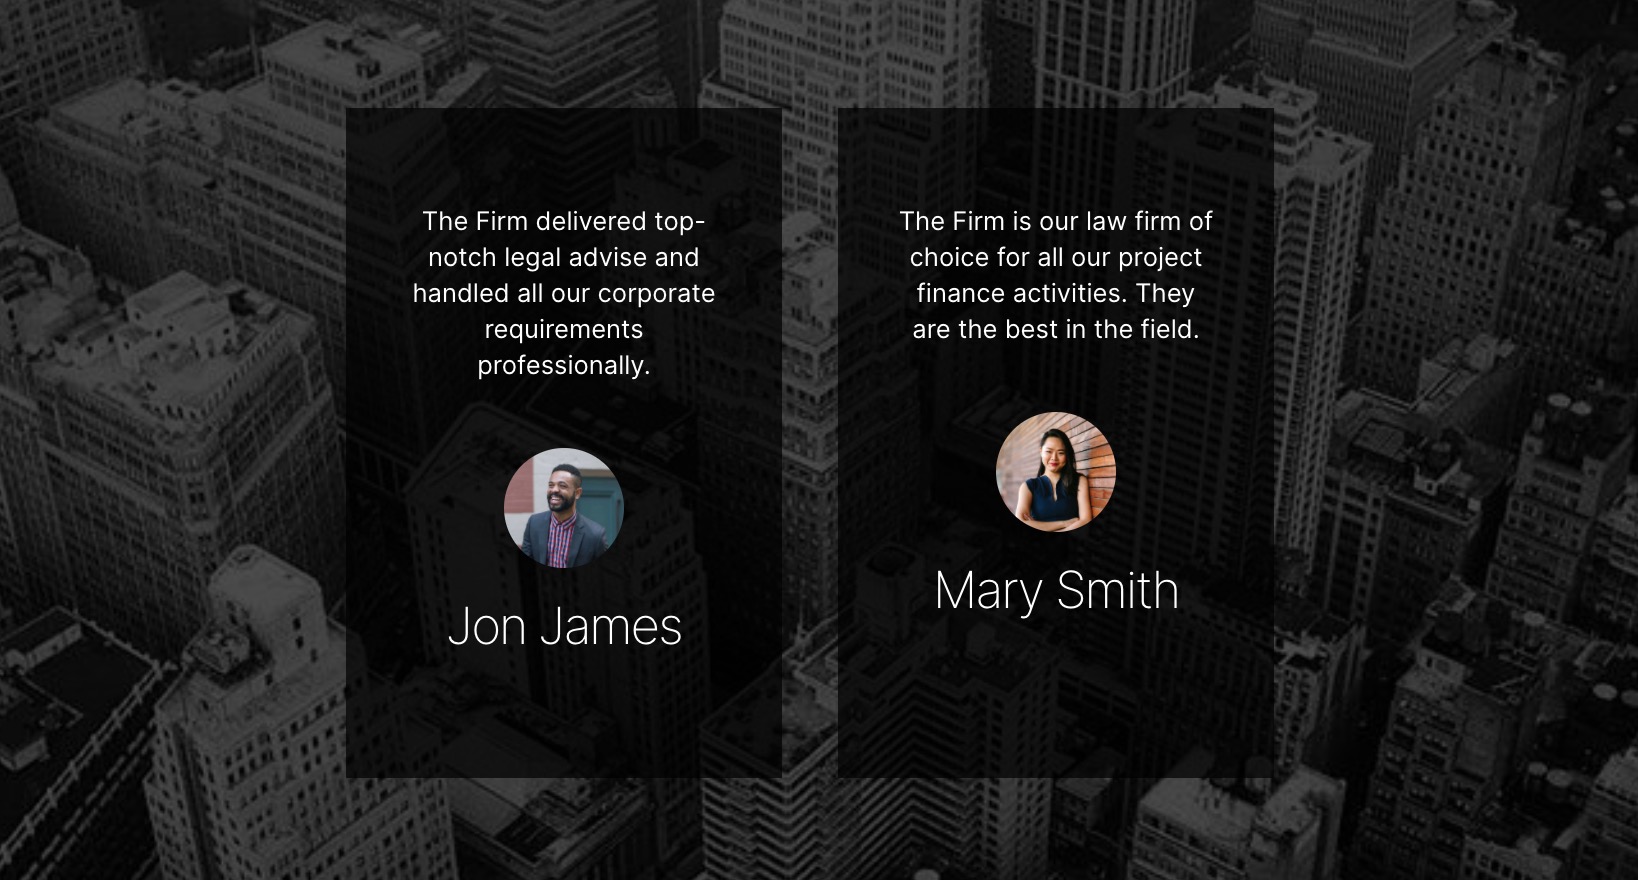 The Firm delivered top-
notch legal advise and
handled all our corporate
requirements
professionally.
Jon James
The Firm is our law firm of
choice for all our project
finance activities. They
are the best in the field.
Mary Smith